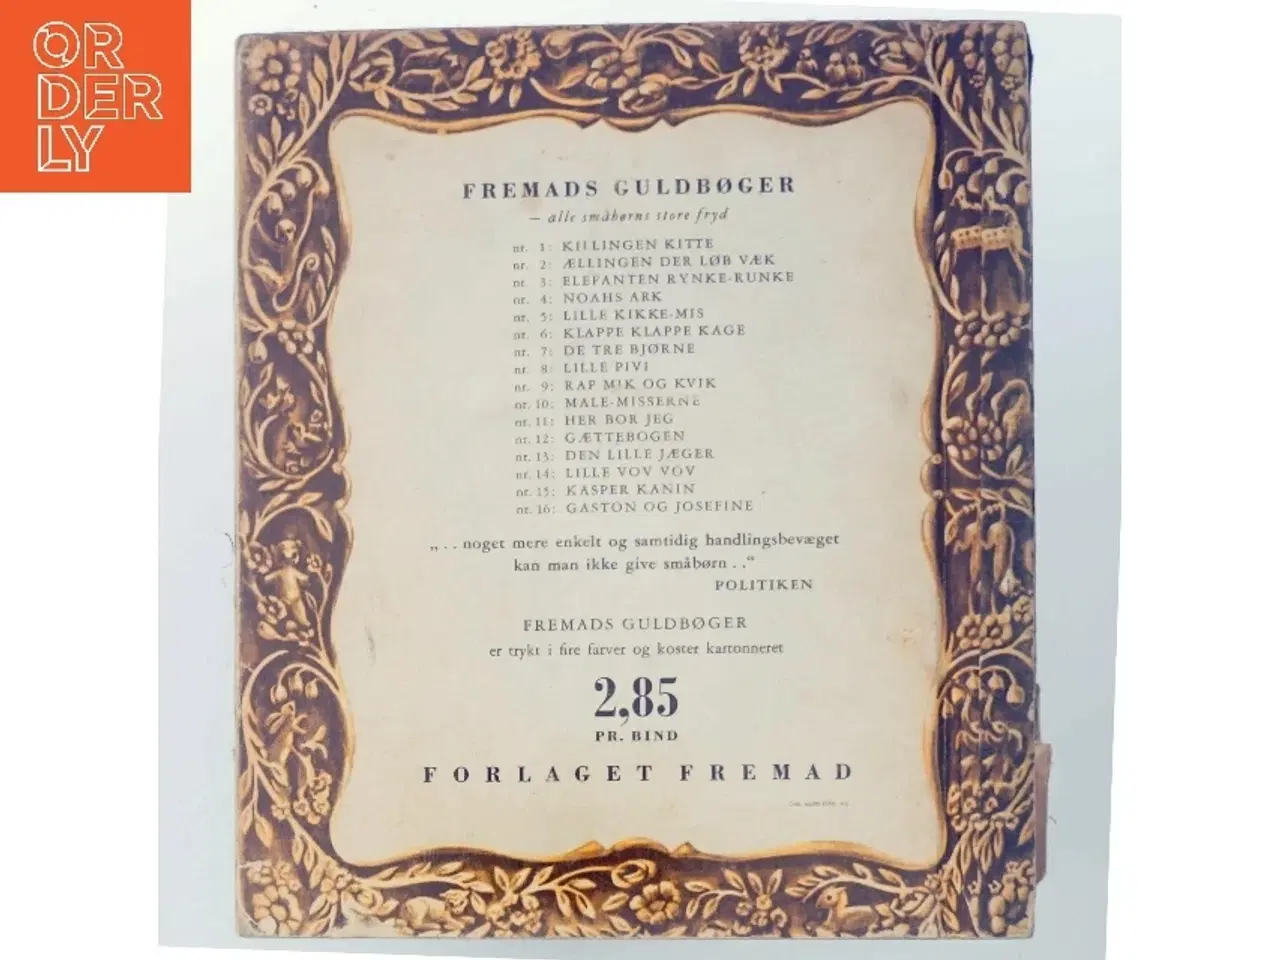 ORDERLY
FREMADS GULDBØGER
– alle småbørns store fryd
nr. 1: KILLINGEN KITTE
nr. 2: ÆLLINGEN DER LØB VÆK
nr. 3: ELEFANTEN RYNKE-RUNKE
nr. 4: NOAHS ARK
nr. 5: LILLE KIKKE-MIS
nr. 6: KLAPPE KLAPPE KAGE
nr. 7: DE TRE BJØRNE
nr. 8: LILLE PIVI
nr. 9: RAP MIK OG KVIK
nr. 10: MALE-MISSERNE
nr. 11: HER BOR JEG
nr. 12: GÆTTEBOGEN
nr. 13: DEN LILLE JÆGER
nr. 14: LILLE VOV VOV
nr. 15: KASPER KANIN
nr. 16: GASTON OG JOSEFINE
„ . . noget mere enkelt og samtidig handlingsbevæget
kan man ikke give småbørn . .“
POLITIKEN
FREMADS GULDBØGER
er trykt i fire farver og koster kartonneret
2,85
PR. BIND
FORLAGET FREMAD